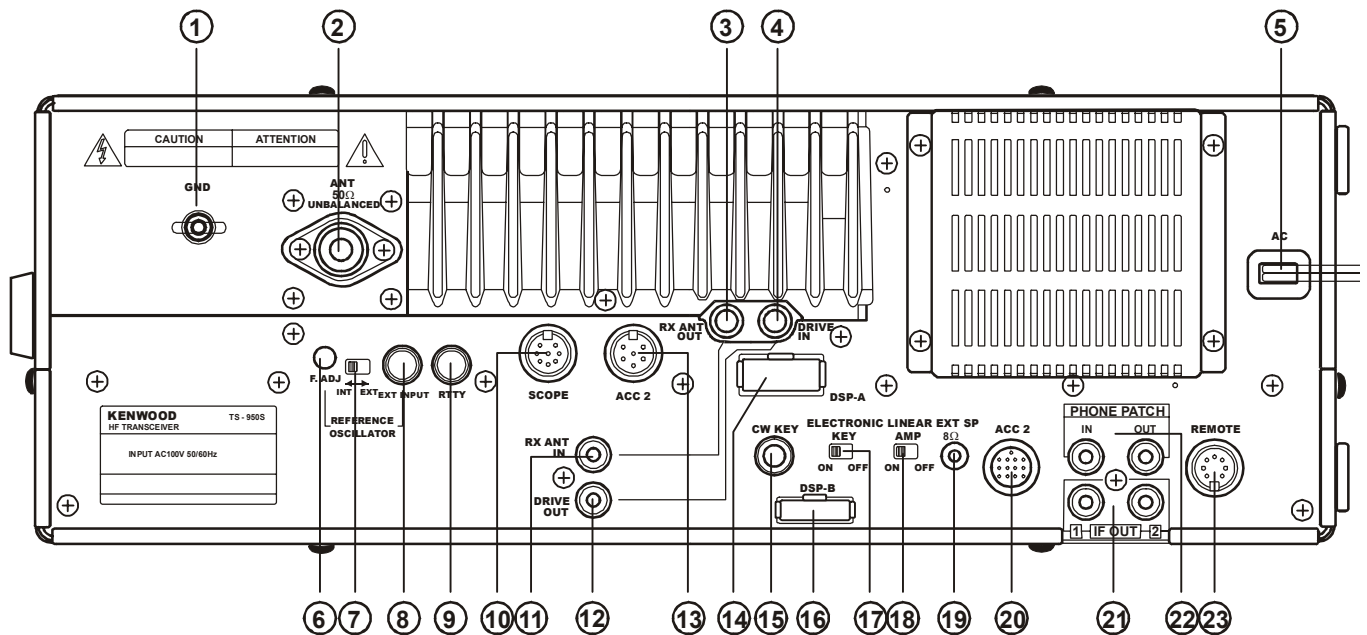 1 2 3 4 5
CAUTION ATTENTION
GND
ANT
50Ω
UNBALANCED
AC
RX ANT
OUT
DRIVE
IN
F. ADJ
INT EXT
EXT INPUT
RTTY
REFERENCE
OSCILLATOR
SCOPE
ACC 2
DSP-A
KENWOOD TS - 950S
HF TRANSCEIVER
INPUT AC100V 50/60Hz
RX ANT
IN
DRIVE
OUT
CW KEY
ELECTRONIC
KEY
ON OFF
LINEAR
AMP
ON OFF
EXT SP
8Ω
DSP-B
ACC 2
PHONE PATCH
IN OUT
1 IF OUT 2
REMOTE
6 7 8 9 10 11 12 13 14 15 16 17 18 19 20 21 22 23